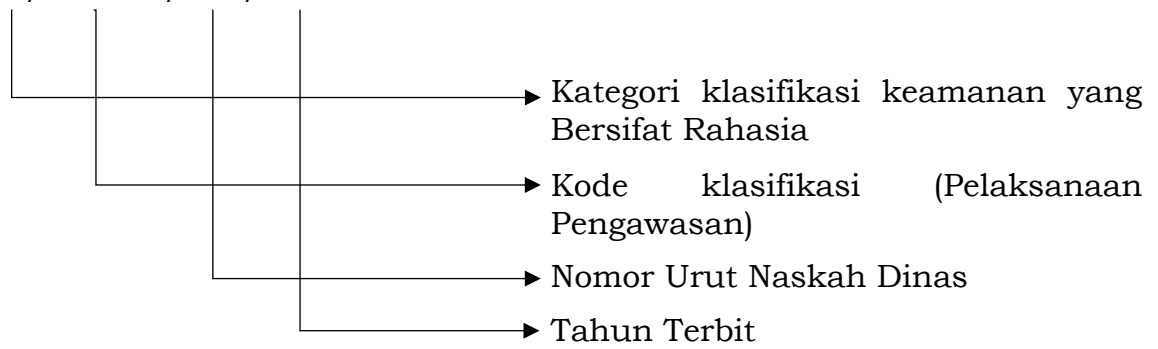 Kategori klasifikasi keamanan yang
Bersifat Rahasia
Kode klasifikasi (Pelaksanaan
Pengawasan)
Nomor Urut Naskah Dinas
Tahun Terbit